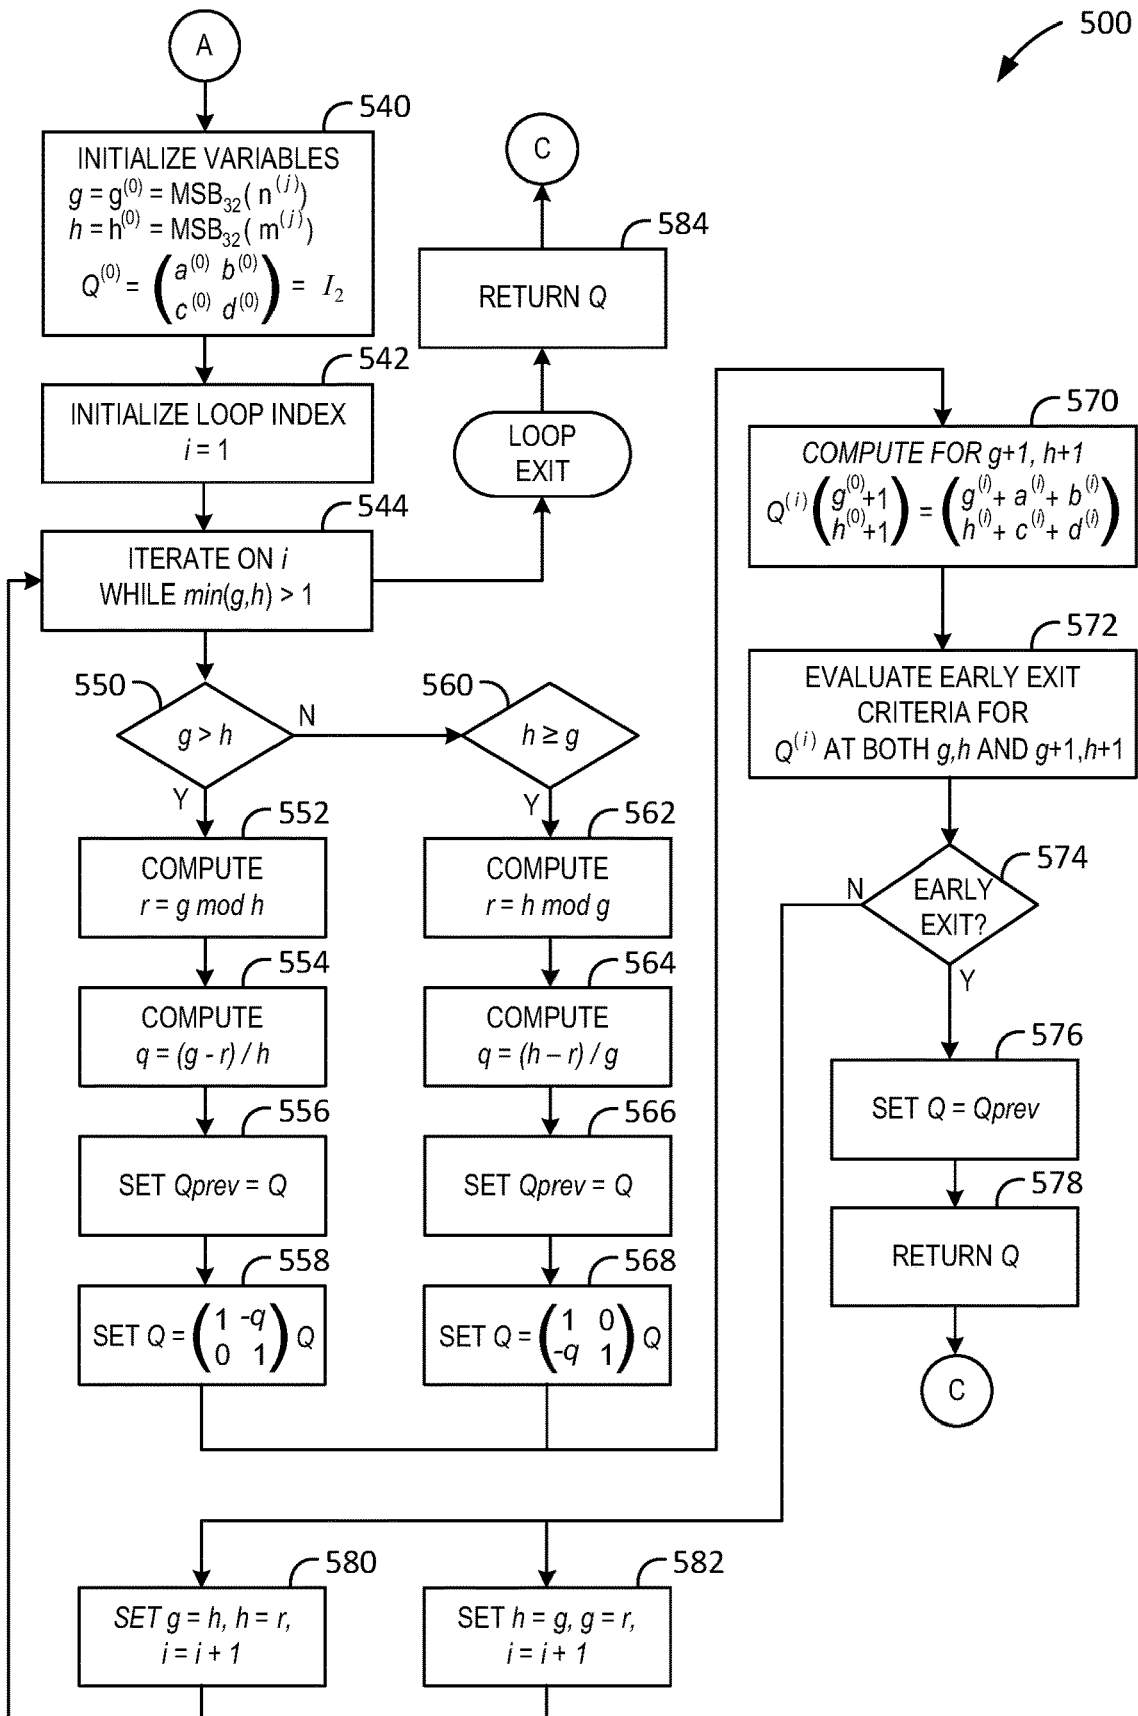 500
A
540
INITIALIZE VARIABLES
g = g^(0) = MSB_32( n^(j))
h = h^(0) = MSB_32( m^(j))
Q^(0) = ( a^(0) b^(0)
c^(0) d^(0) ) = I_2
542
INITIALIZE LOOP INDEX
i = 1
544
ITERATE ON i
WHILE min(g,h) > 1
C
584
RETURN Q
LOOP
EXIT
550
g > h
N
Y
560
h ≥ g
Y
552
COMPUTE
r = g mod h
562
COMPUTE
r = h mod g
554
COMPUTE
q = (g - r) / h
564
COMPUTE
q = (h – r) / g
556
SET Qprev = Q
566
SET Qprev = Q
558
SET Q = ( 1 -q
0 1 ) Q
568
SET Q = ( 1 0
-q 1 ) Q
570
COMPUTE FOR g+1, h+1
Q^(i) ( g^(0)+1
h^(0)+1 ) = ( g^(i)+ a^(i)+ b^(i)
h^(i)+ c^(i)+ d^(i) )
572
EVALUATE EARLY EXIT
CRITERIA FOR
Q^(i) AT BOTH g,h AND g+1,h+1
574
EARLY
EXIT?
N
Y
576
SET Q = Qprev
578
RETURN Q
C
580
SET g = h, h = r,
i = i + 1
582
SET h = g, g = r,
i = i + 1